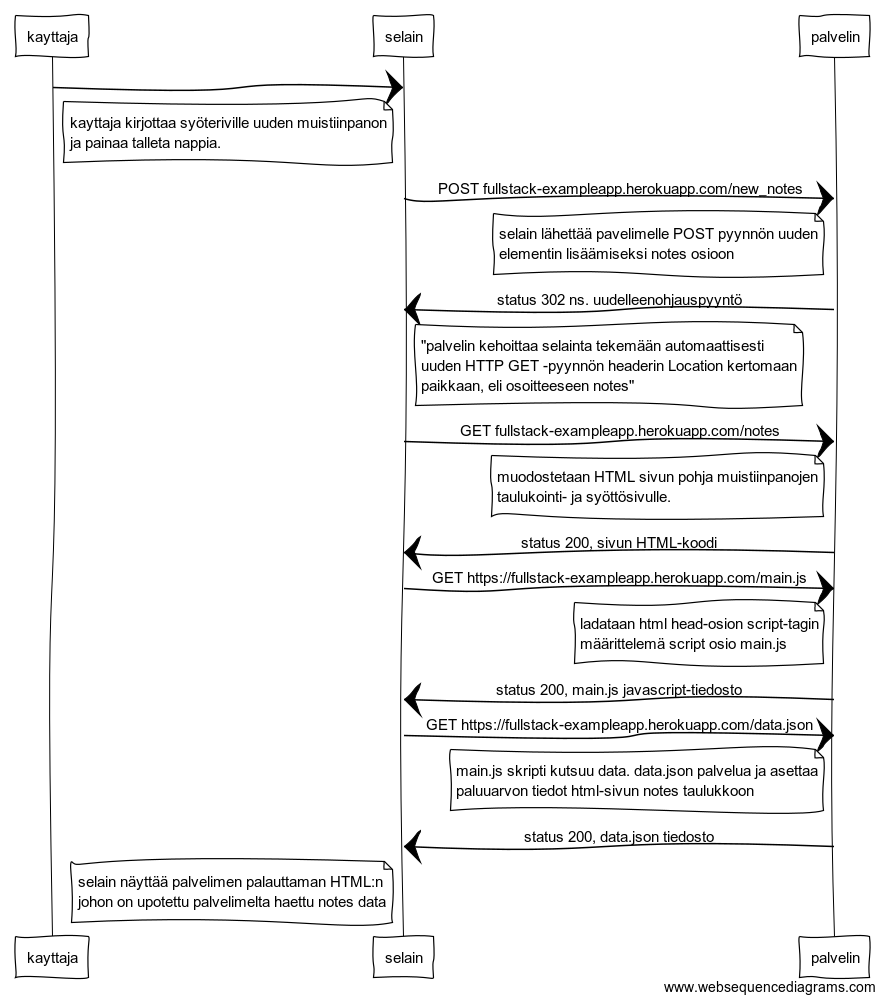 kayttaja selain palvelin
kayttaja kirjottaa syöteriville uuden muistiinpanon
ja painaa talleta nappia.
POST fullstack-exampleapp.herokuapp.com/new_notes
selain lähettää pavelimelle POST pyynnön uuden
elementin lisäämiseksi notes osioon
status 302 ns. uudelleenohjauspyyntö
"palvelin kehoittaa selainta tekemään automaattisesti
uuden HTTP GET -pyynnön headerin Location kertomaan
paikkaan, eli osoitteeseen notes"
GET fullstack-exampleapp.herokuapp.com/notes
muodostetaan HTML sivun pohja muistiinpanojen
taulukointi- ja syöttösivulle.
status 200, sivun HTML-koodi
GET https://fullstack-exampleapp.herokuapp.com/main.js
ladataan html head-osion script-tagin
määrittelemä script osio main.js
status 200, main.js javascript-tiedosto
GET https://fullstack-exampleapp.herokuapp.com/data.json
main.js skripti kutsuu data. data.json palvelua ja asettaa
paluuarvon tiedot html-sivun notes taulukkoon
status 200, data.json tiedosto
selain näyttää palvelimen palauttaman HTML:n
johon on upotettu palvelimelta haettu notes data
kayttaja selain palvelin
www.websequencediagrams.com